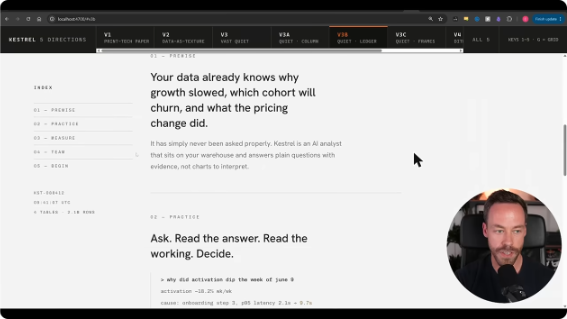 localhost:4700/#v3b
KESTREL 8 DIRECTIONS
V1
PRINT-TECH PAPER
V2
DATA-AS-TEXTURE
V3
VAST QUIET
V3A
QUIET · COLUMN
V3B
QUIET · LEDGER
V3C
QUIET · FRAMES
V4
ALL 8
01 — PREMISE
INDEX
01 — PREMISE
02 — PRACTICE
03 — MEASURE
04 — TEAM
05 — BEGIN
Your data already knows why
growth slowed, which cohort will
churn, and what the pricing
change did.
It has simply never been asked properly. Kestrel is an AI analyst
that sits on your warehouse and answers plain questions with
evidence, not charts to interpret.
02 — PRACTICE
Ask. Read the answer. Read the
working. Decide.
> why did activation dip the week of june 8
activation −18.2% wk/wk